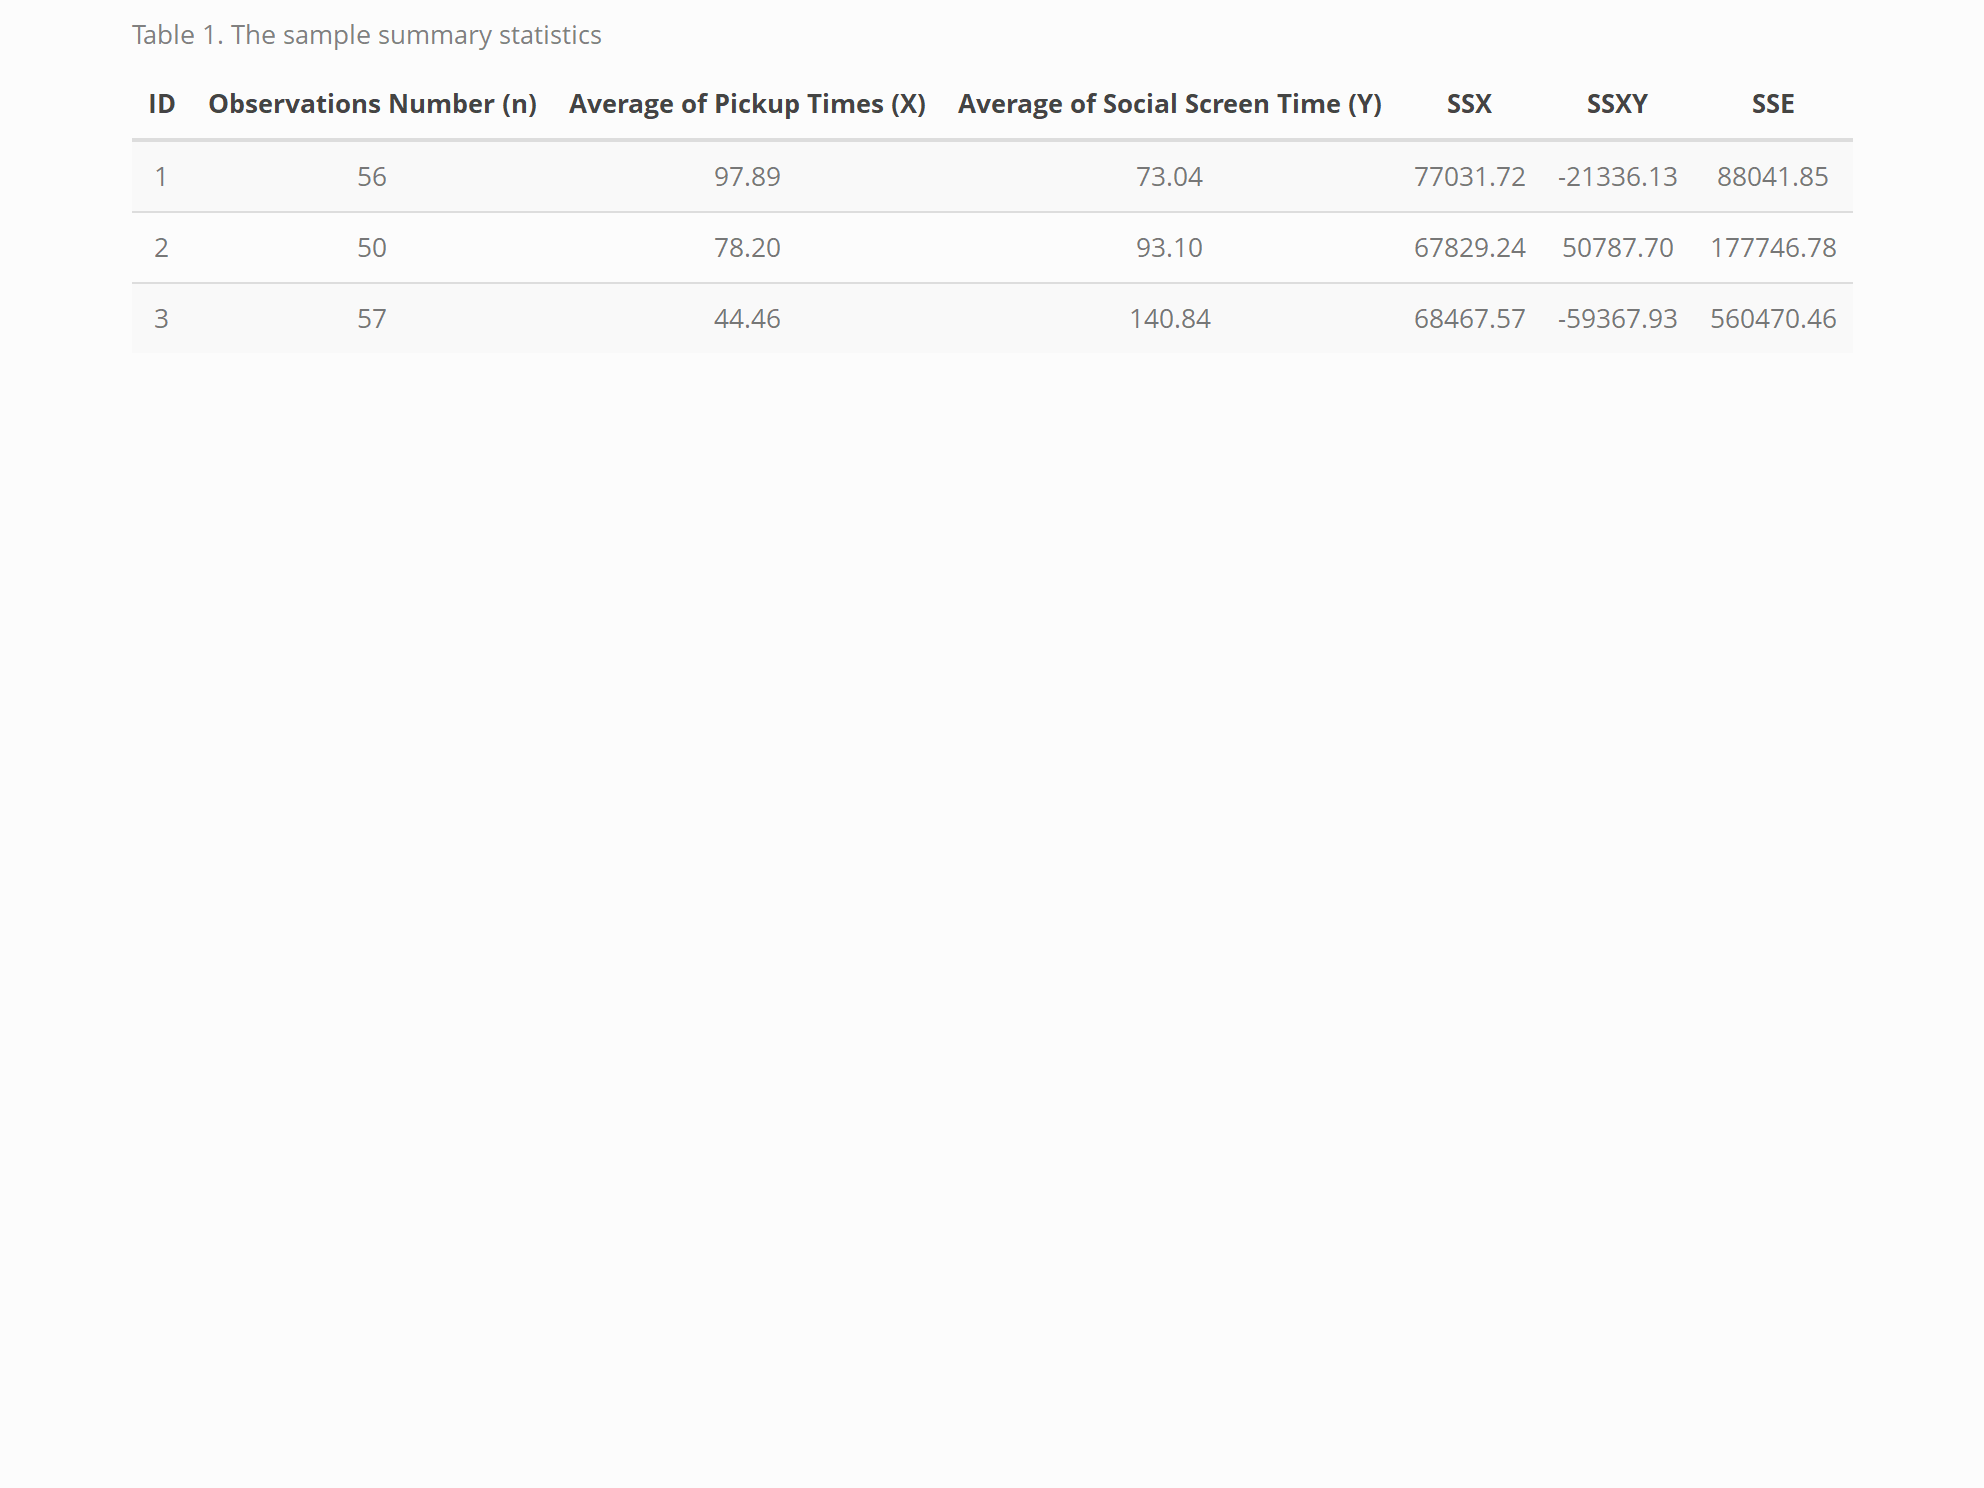 Table 1. The sample summary statistics
ID Observations Number (n) Average of Pickup Times (X) Average of Social Screen Time (Y) SSX SSXY SSE
1 56 97.89 73.04 77031.72 -21336.13 88041.85
2 50 78.20 93.10 67829.24 50787.70 177746.78
3 57 44.46 140.84 68467.57 -59367.93 560470.46